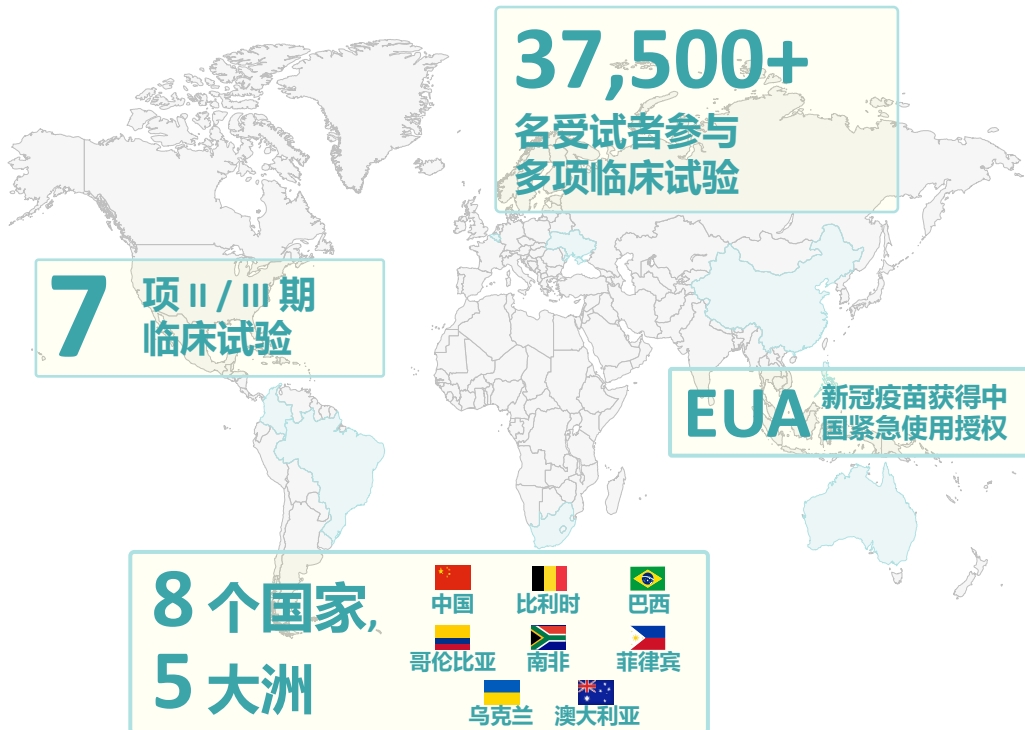 37,500+
名受试者参与
多项临床试验
7 项 II / III 期
临床试验
EUA 新冠疫苗获得中
国紧急使用授权
8 个国家,
5 大洲
中国 比利时 巴西
哥伦比亚 南非 菲律宾
乌克兰 澳大利亚